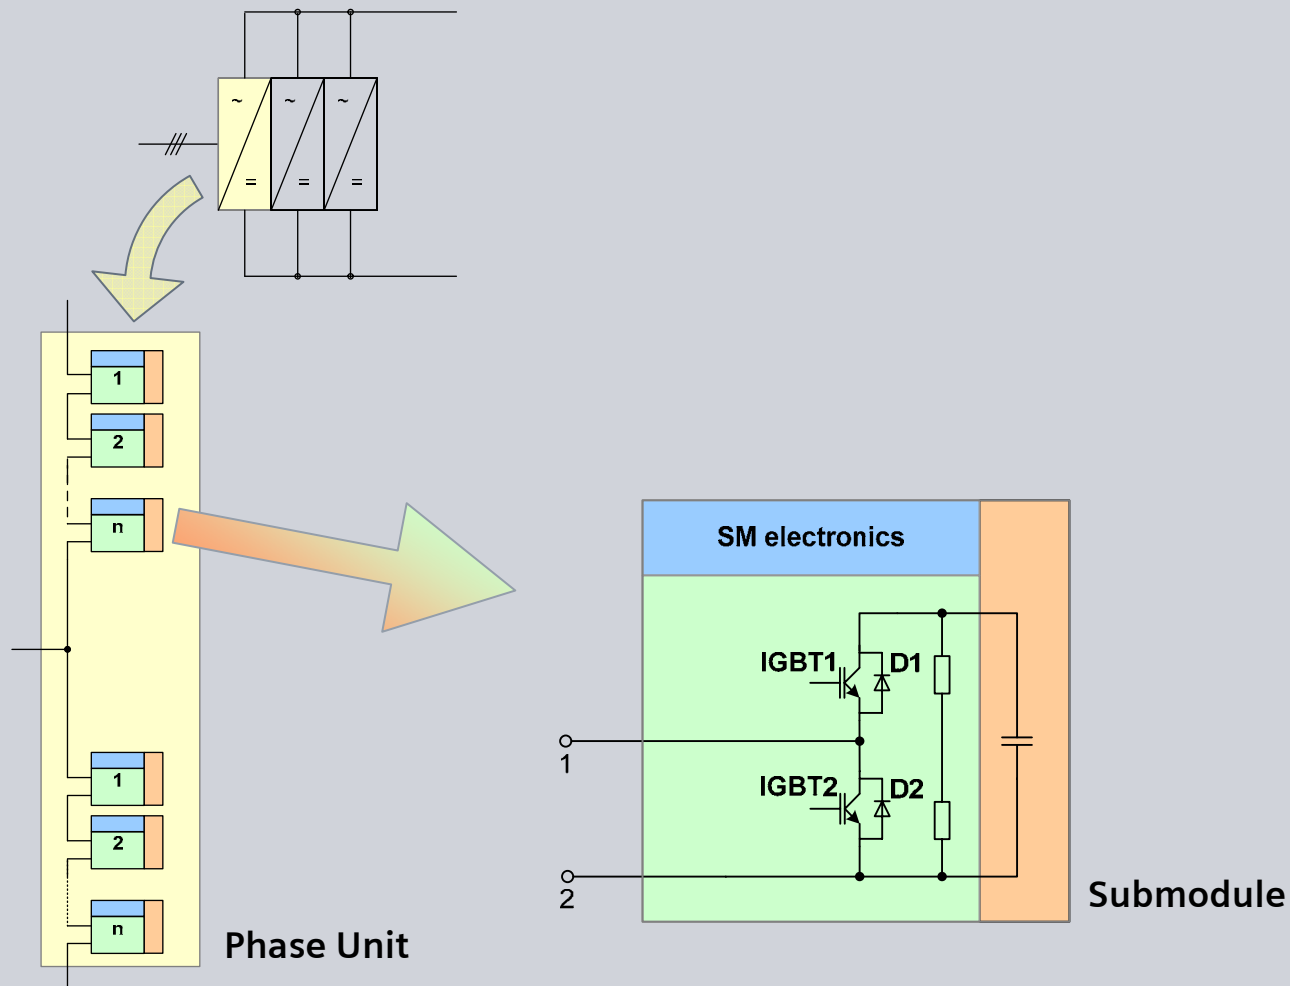 ~ ~ ~
= = =
1
2
n
1
2
n
Phase Unit
SM electronics
IGBT1 D1
1
IGBT2 D2
2
Submodule